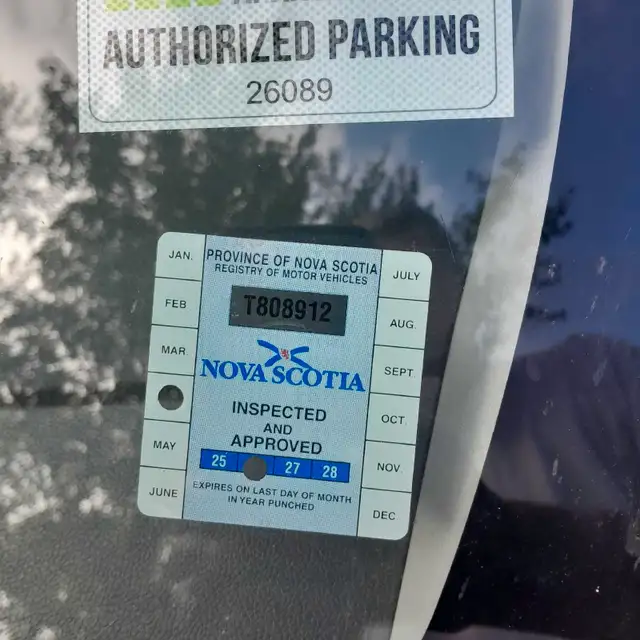 AUTHORIZED PARKING
26089
JAN.
FEB
MAR
MAY
JUNE
PROVINCE OF NOVA SCOTIA
REGISTRY OF MOTOR VEHICLES
T808912
NOVA SCOTIA
INSPECTED
AND
APPROVED
25 27 28
EXPIRES ON LAST DAY OF MONTH
IN YEAR PUNCHED
JULY
AUG.
SEPT.
OCT.
NOV.
DEC